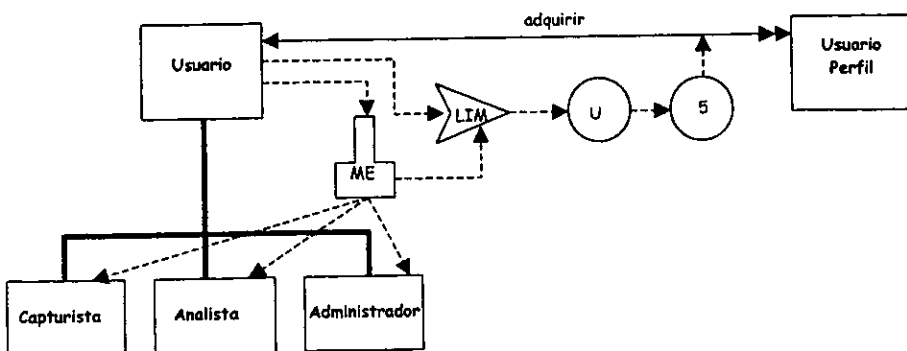 adquirir
Usuario
Usuario
Perfil
LIM
U
5
ME
Capturista
Analista
Administrador